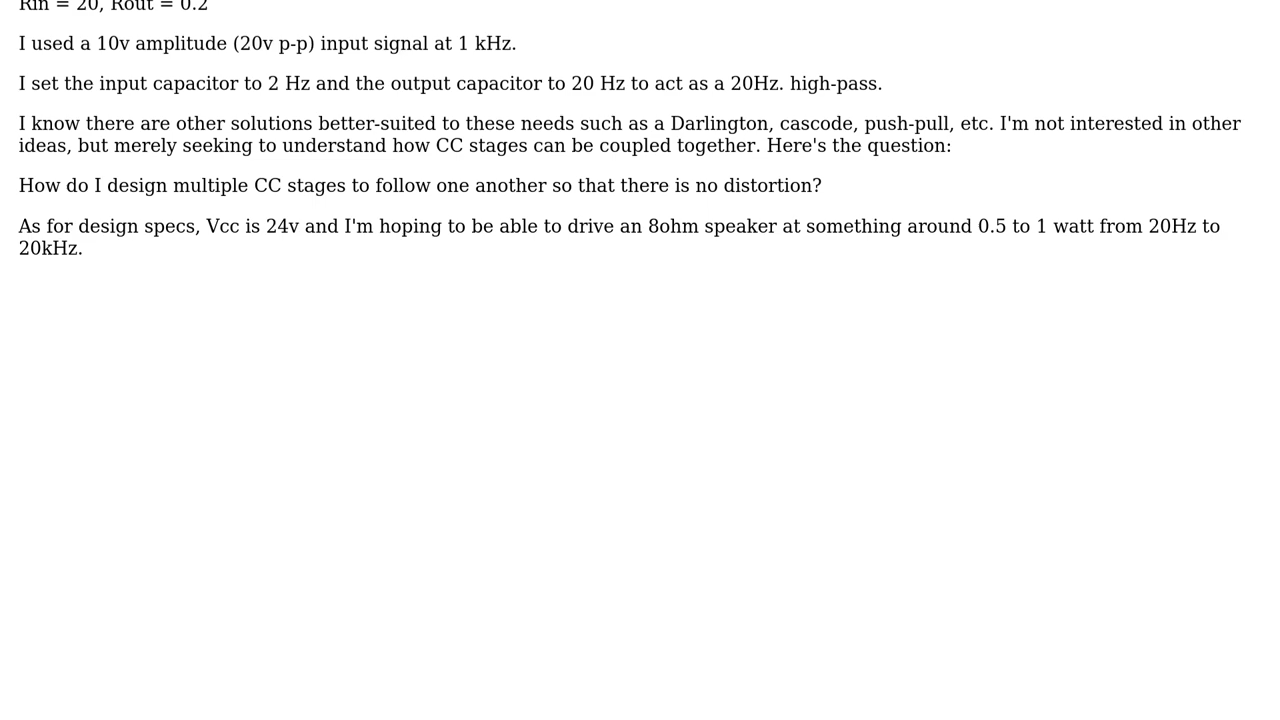 Rin = 20, Rout = 0.2
I used a 10v amplitude (20v p-p) input signal at 1 kHz.
I set the input capacitor to 2 Hz and the output capacitor to 20 Hz to act as a 20Hz. high-pass.
I know there are other solutions better-suited to these needs such as a Darlington, cascode, push-pull, etc. I'm not interested in other
ideas, but merely seeking to understand how CC stages can be coupled together. Here's the question:
How do I design multiple CC stages to follow one another so that there is no distortion?
As for design specs, Vcc is 24v and I'm hoping to be able to drive an 8ohm speaker at something around 0.5 to 1 watt from 20Hz to
20kHz.